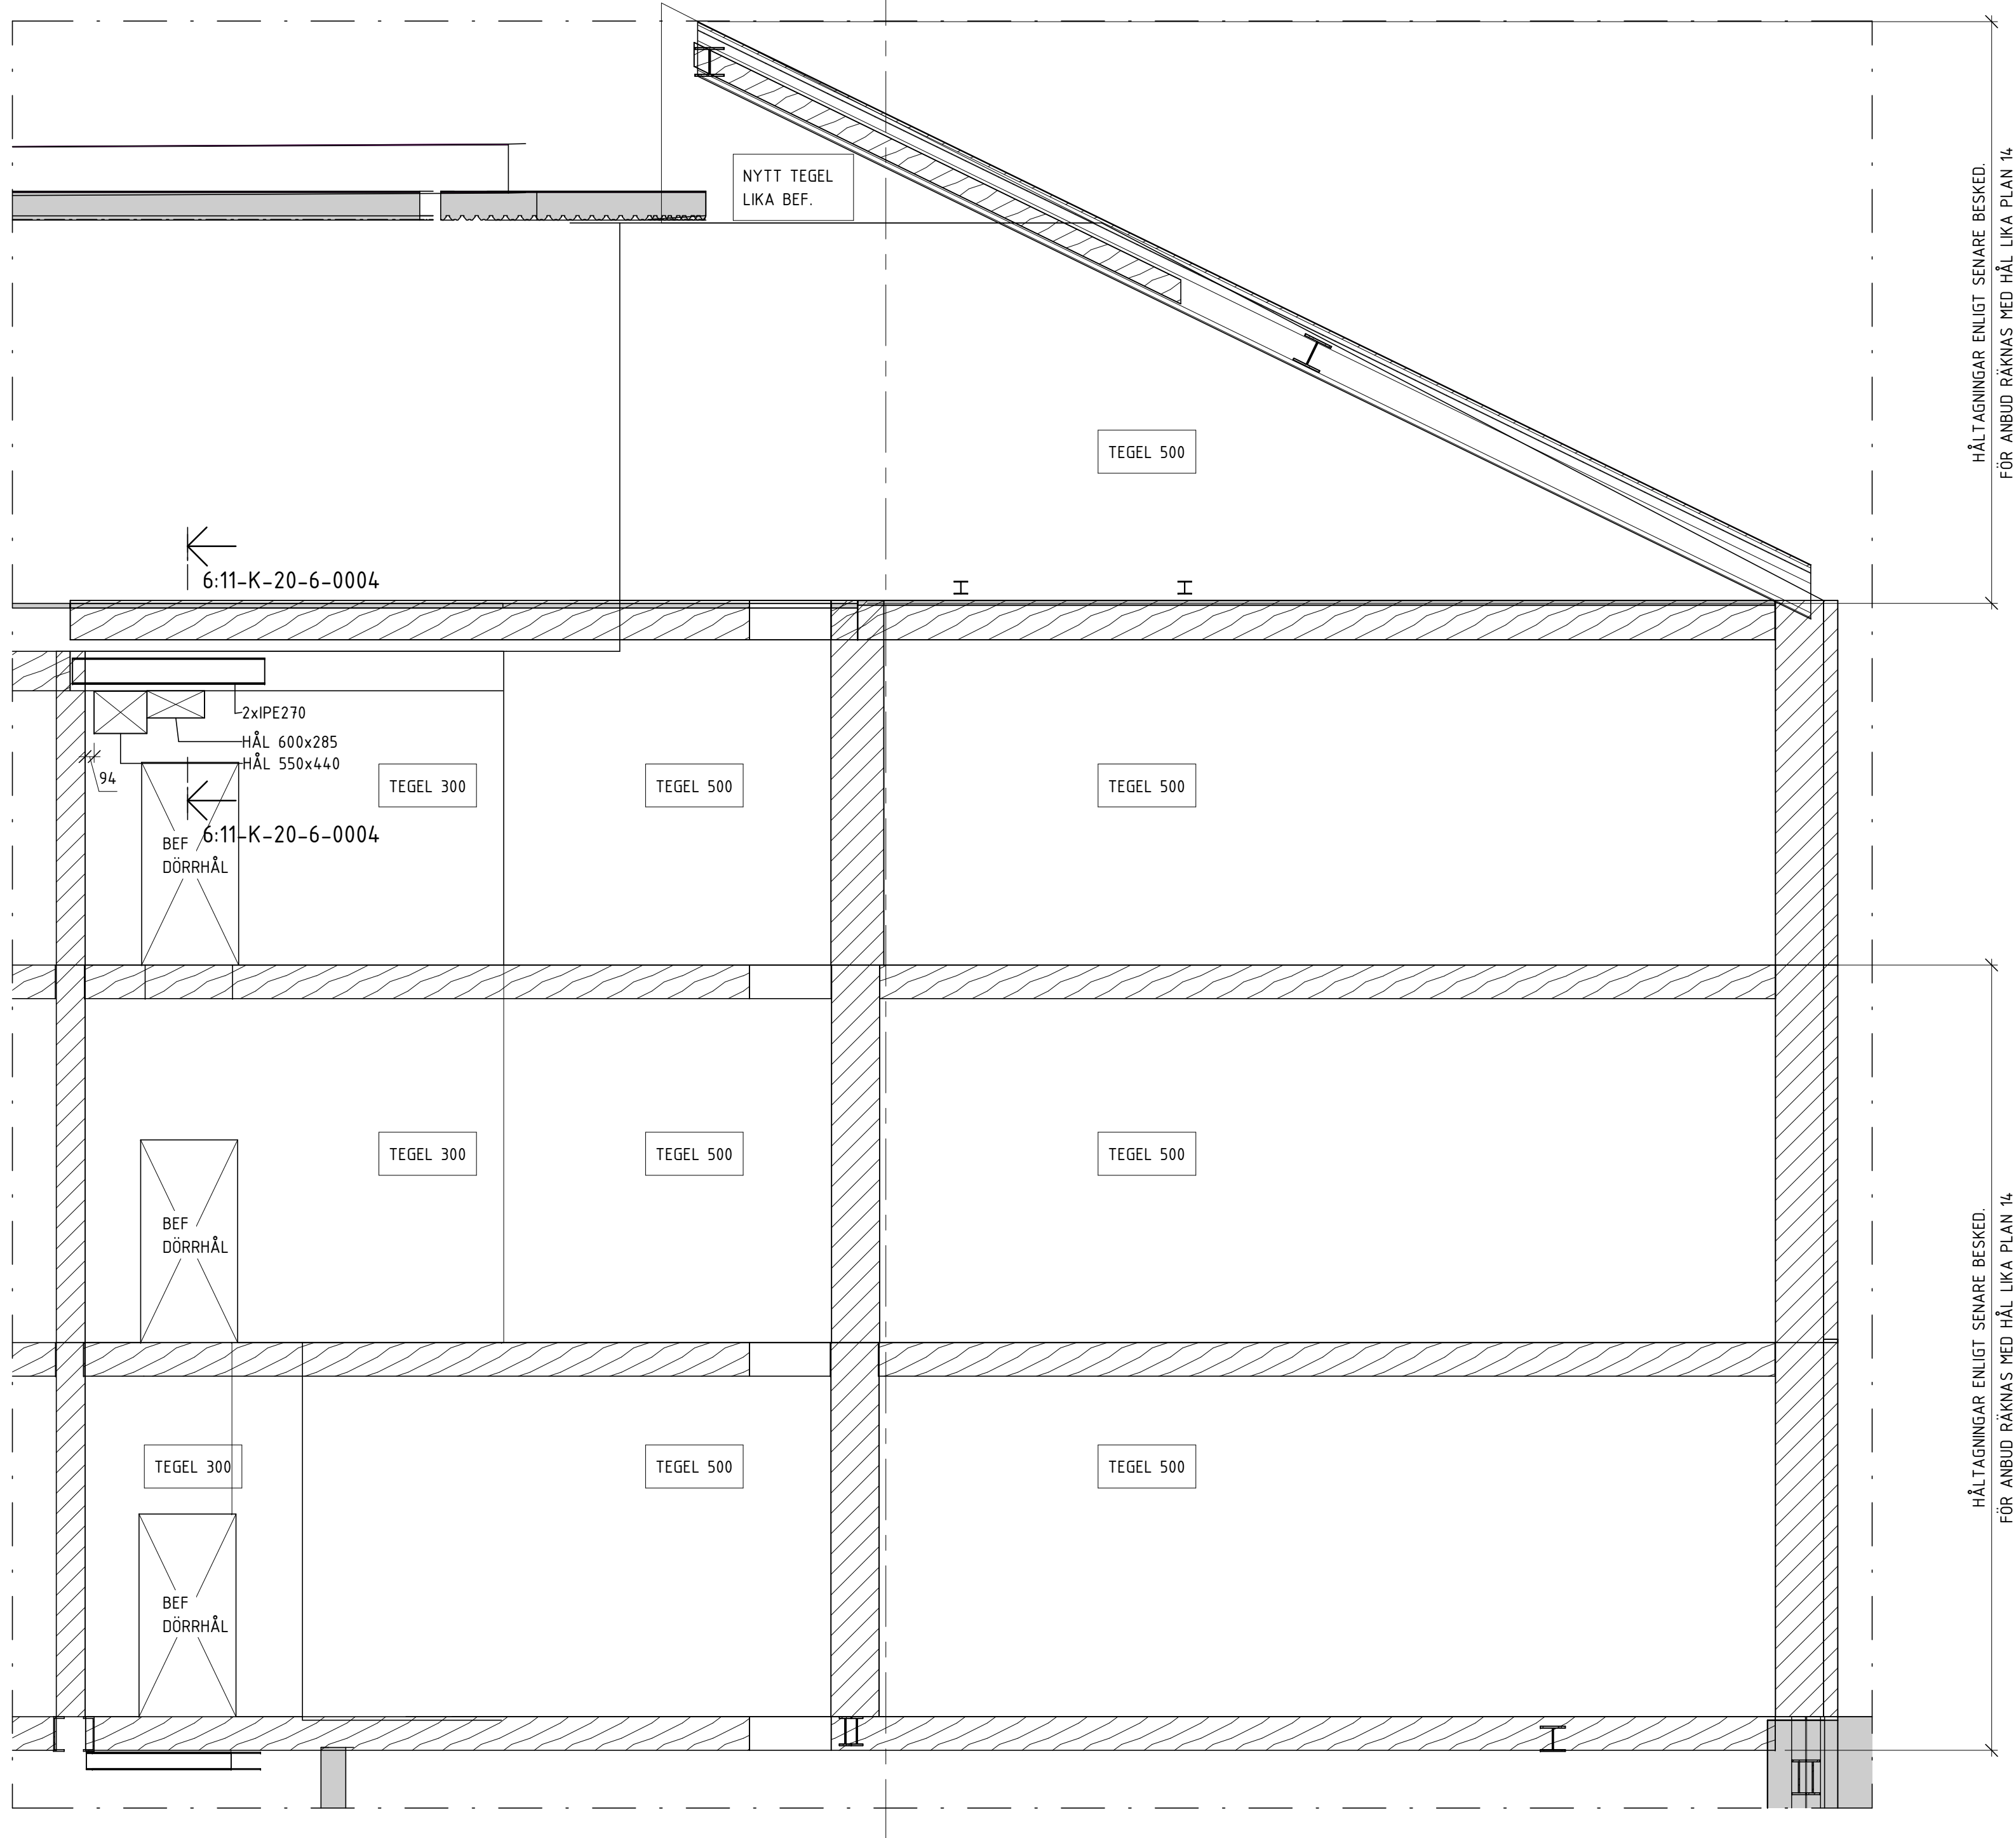 NYTT TEGEL
LIKA BEF.
HÅLTAGNINGAR ENLIGT SENARE BESKED.
FÖR ANBUD RÄKNAS MED HÅL LIKA PLAN 14
TEGEL 500
6:11-K-20-6-0004
2xIPE270
HÅL 600x285
HÅL 550x440
94
TEGEL 300
TEGEL 500
TEGEL 500
6:11-K-20-6-0004
BEF
DÖRRHÅL
TEGEL 300
TEGEL 500
TEGEL 500
BEF
DÖRRHÅL
HÅLTAGNINGAR ENLIGT SENARE BESKED.
FÖR ANBUD RÄKNAS MED HÅL LIKA PLAN 14
TEGEL 300
TEGEL 500
TEGEL 500
BEF
DÖRRHÅL